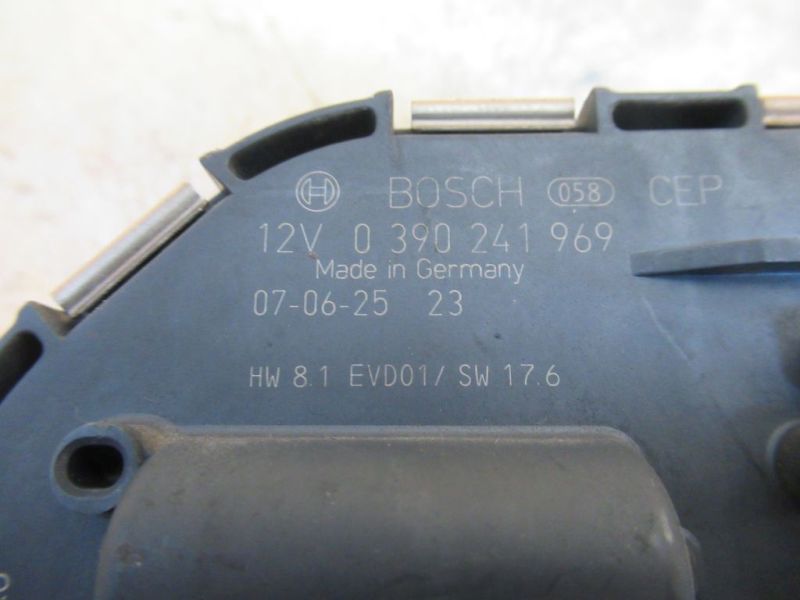 BOSCH 058 CEP
12V 0 390 241 969
Made in Germany
07-06-25 23
HW 8.1 EVD01/ SW 17.6